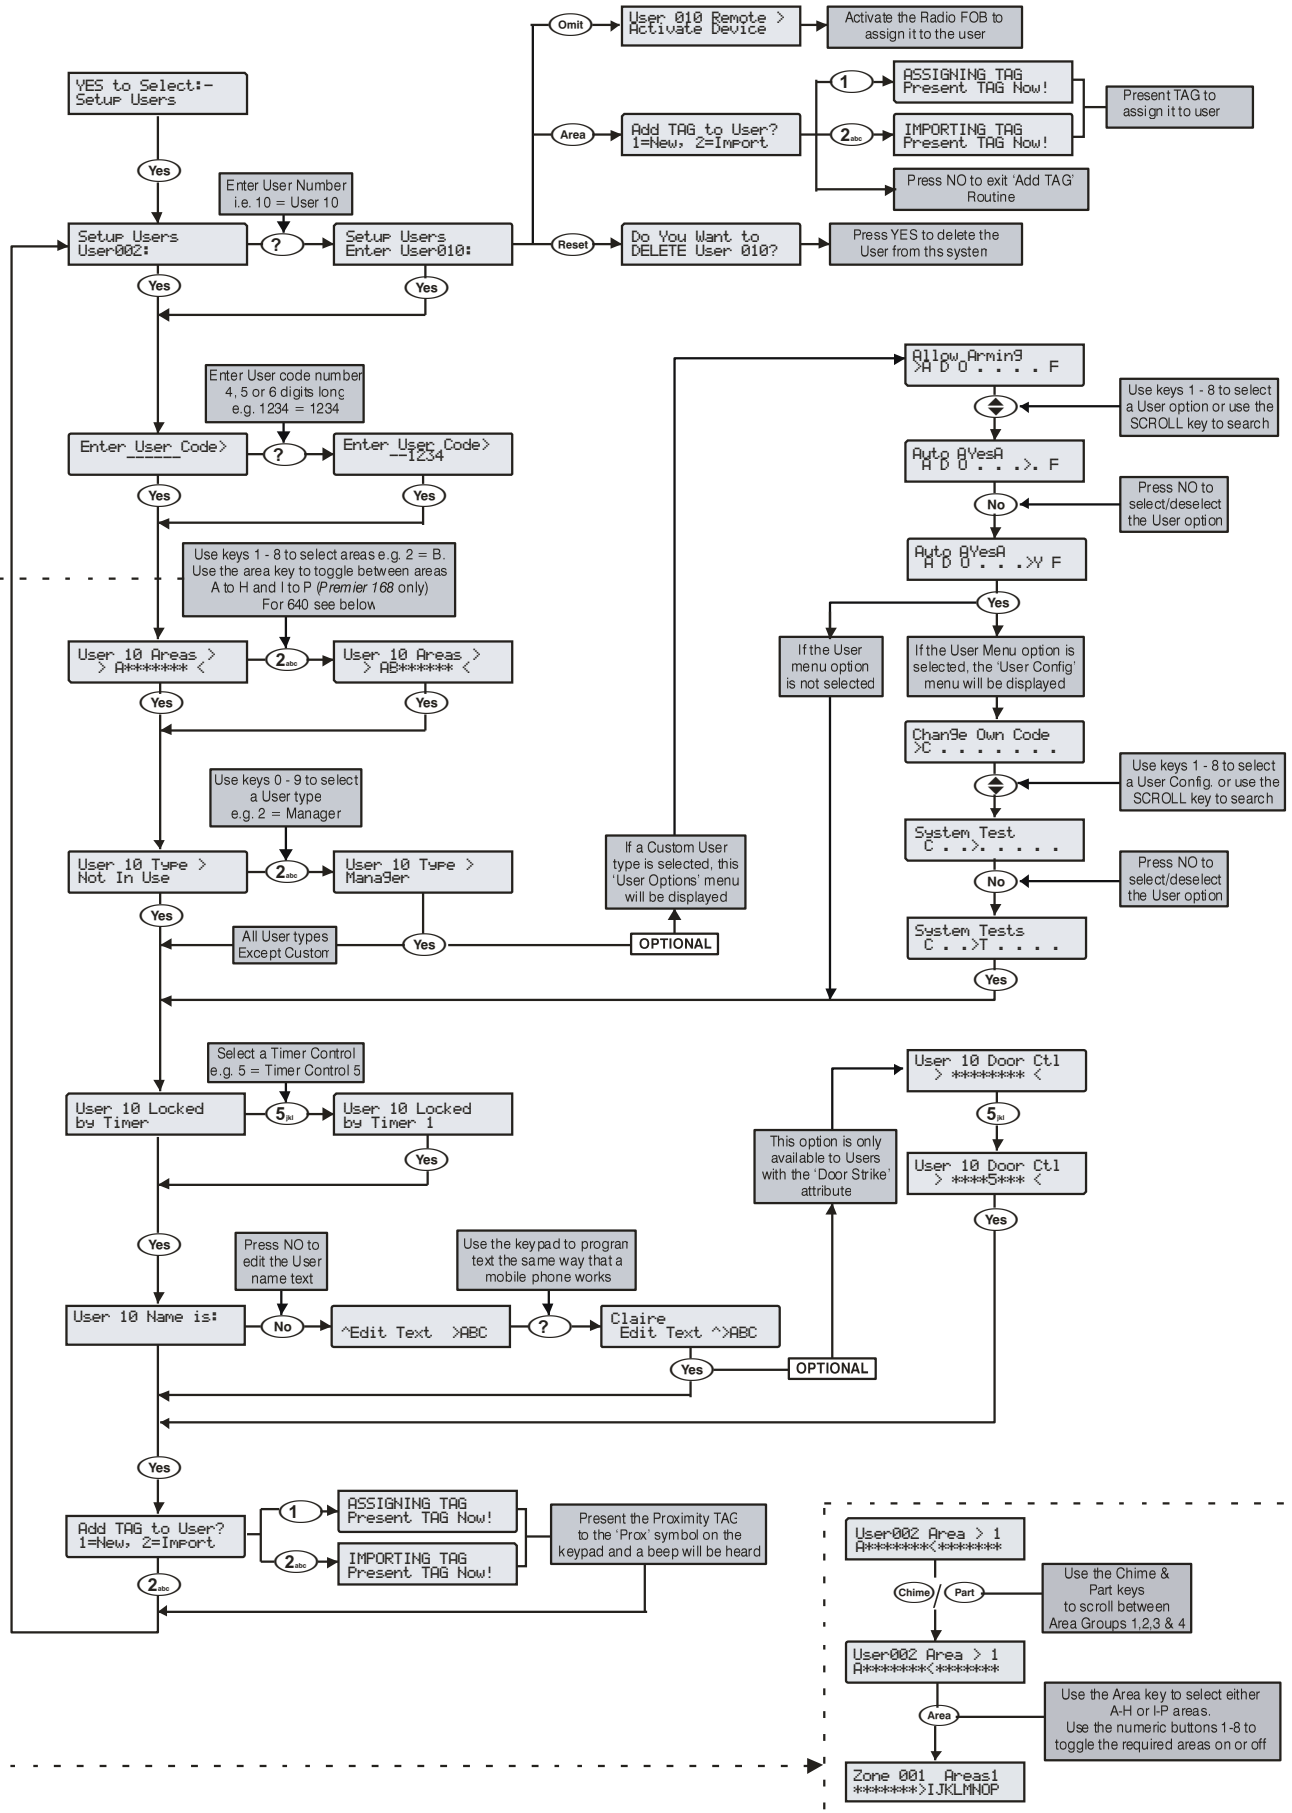 YES to Select:-
Setup Users
Yes
Enter User Number
i.e. 10 = User 10
Setup Users
User002:
?
Setup Users
Enter User010:
Yes
Yes
Omit
User 010 Remote >
Activate Device
Activate the Radio FOB to
assign it to the user
Area
Add TAG to User?
1=New, 2=Import
1
ASSIGNING TAG
Present TAG Now!
2abc
IMPORTING TAG
Present TAG Now!
Present TAG to
assign it to user
Press NO to exit ‘Add TAG’
Routine
Reset
Do You Want to
DELETE User 010?
Press YES to delete the
User from ths system
Enter User code number
4, 5 or 6 digits long
e.g. 1234 = 1234
Enter User Code>
------
?
Enter User Code>
--1234
Yes
Yes
Use keys 1 - 8 to select areas e.g. 2 = B.
Use the area key to toggle between areas
A to H and I to P (Premier 168 only)
For 640 see below
User 10 Areas >
> A******* <
2abc
User 10 Areas >
> AB****** <
Yes
Yes
Use keys 0 - 9 to select
a User type
e.g. 2 = Manager
User 10 Type >
Not In Use
2abc
User 10 Type >
Manager
Yes
All User types
Except Custom
Yes
OPTIONAL
If a Custom User
type is selected, this
‘User Options’ menu
will be displayed
Allow Arming
>A D O . . . . F
Use keys 1 - 8 to select
a User option or use the
SCROLL key to search
Auto AYesA
A D O . . .>. F
No
Press NO to
select/deselect
the User option
Auto AYesA
A D O . . .>Y F
Yes
If the User
menu option
is not selected
If the User Menu option is
selected, the ‘User Config’
menu will be displayed
Change Own Code
>C . . . . . . .
Use keys 1 - 8 to select
a User Config. or use the
SCROLL key to search
System Test
C . .>. . . . .
No
Press NO to
select/deselect
the User option
System Tests
C . .>T . . . .
Yes
Select a Timer Control
e.g. 5 = Timer Control 5
User 10 Locked
by Timer
5jkl
User 10 Locked
by Timer 1
Yes
Yes
Press NO to
edit the User
name text
Use the keypad to program
text the same way that a
mobile phone works
User 10 Name is:
No
^Edit Text >ABC
?
Claire
Edit Text ^>ABC
Yes
OPTIONAL
This option is only
available to Users
with the ‘Door Strike’
attribute
User 10 Door Ctl
> ******** <
5jkl
User 10 Door Ctl
> ****5*** <
Yes
Yes
Add TAG to User?
1=New, 2=Import
1
ASSIGNING TAG
Present TAG Now!
2abc
IMPORTING TAG
Present TAG Now!
Present the Proximity TAG
to the ‘Prox’ symbol on the
keypad and a beep will be heard
2abc
User002 Area > 1
A*******<*******
Chime / Part
Use the Chime &
Part keys
to scroll between
Area Groups 1,2,3 & 4
User002 Area > 1
A*******<*******
Area
Use the Area key to select either
A-H or I-P areas.
Use the numeric buttons 1-8 to
toggle the required areas on or off
Zone 001 Areas1
*******>IJKLMNOP